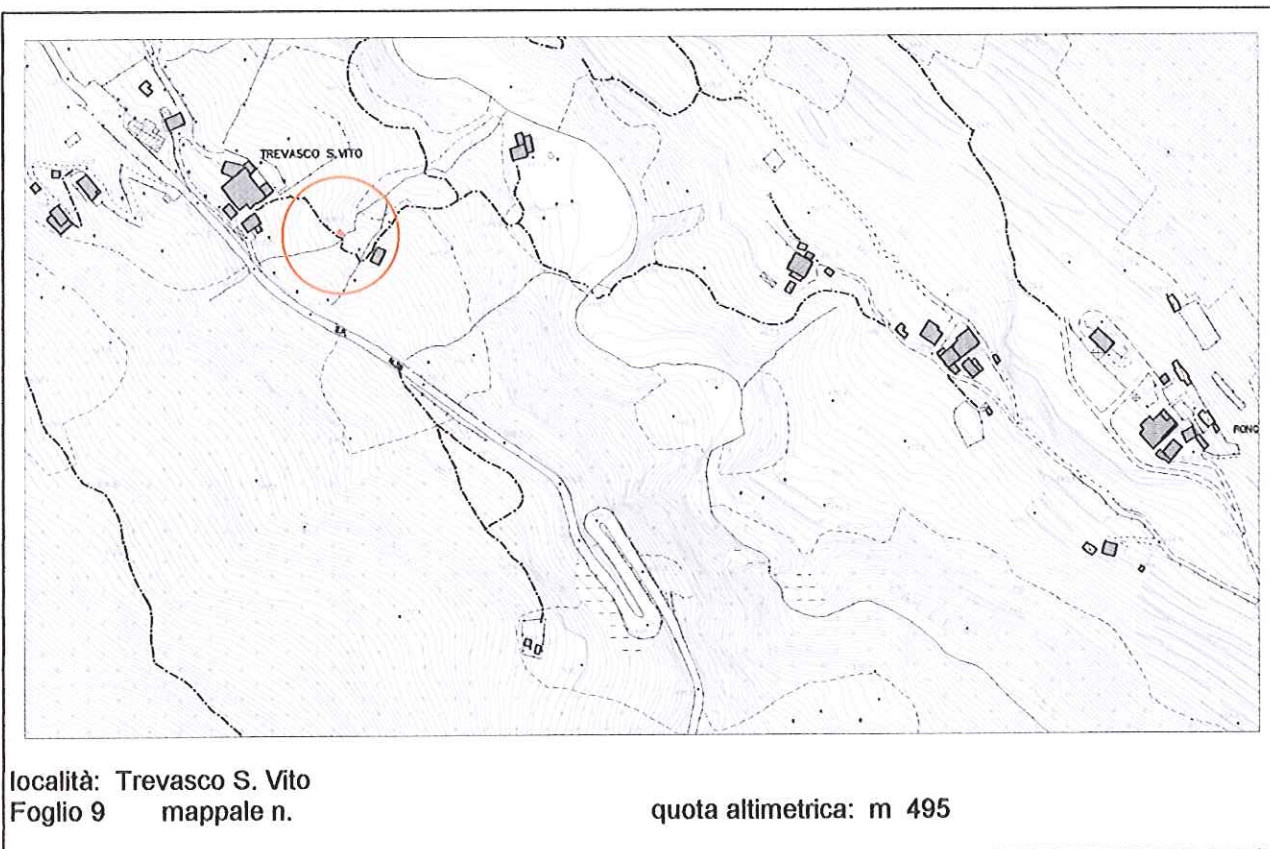 TREVASCO S.VITO
RONC
località: Trevasco S. Vito
Foglio 9 mappale n.
quota altimetrica: m 495